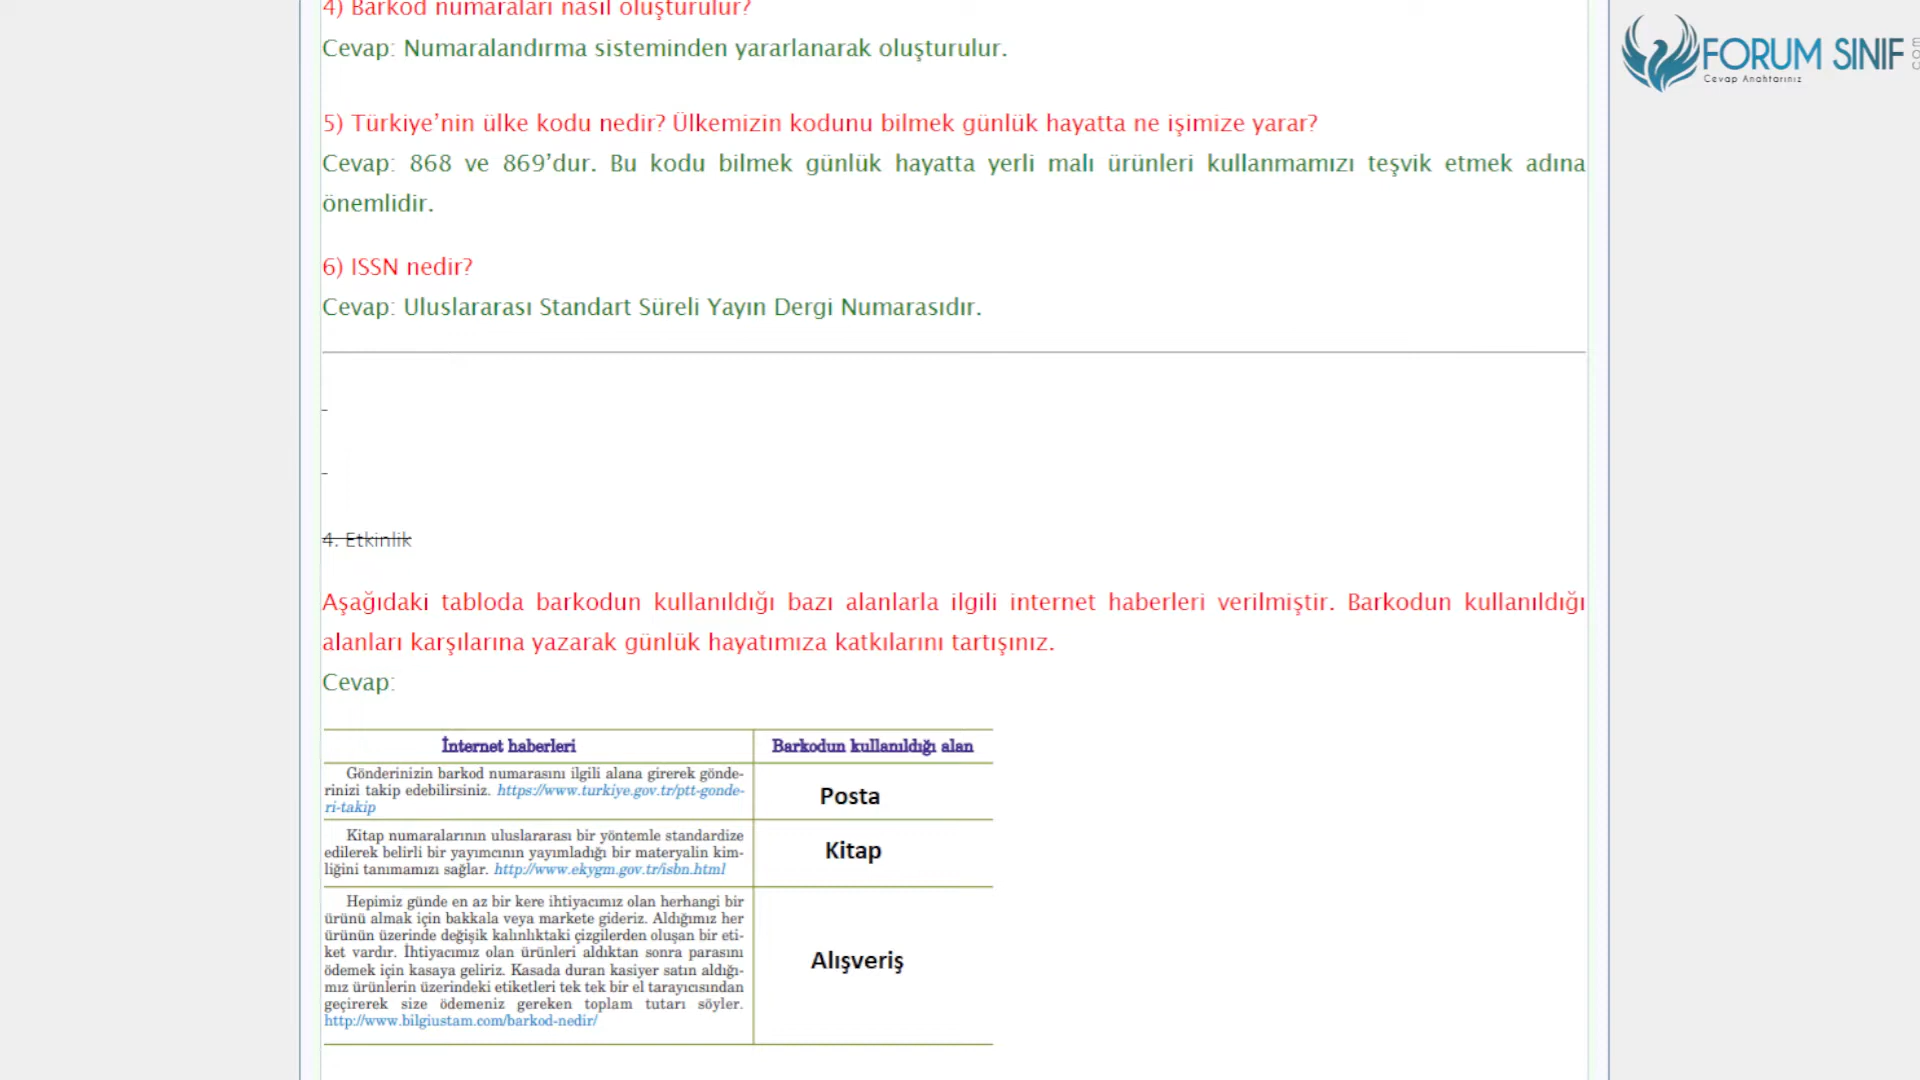 4) Barkod numaraları nasıl oluşturulur?
Cevap: Numaralandırma sisteminden yararlanarak oluşturulur.
FORUM SINIF
com
Cevap Anahtarınız
5) Türkiye’nin ülke kodu nedir? Ülkemizin kodunu bilmek günlük hayatta ne işimize yarar?
Cevap: 868 ve 869’dur. Bu kodu bilmek günlük hayatta yerli malı ürünleri kullanmamızı teşvik etmek adına
önemlidir.
6) ISSN nedir?
Cevap: Uluslararası Standart Süreli Yayın Dergi Numarasıdır.
4. Etkinlik
Aşağıdaki tabloda barkodun kullanıldığı bazı alanlarla ilgili internet haberleri verilmiştir. Barkodun kullanıldığı
alanları karşılarına yazarak günlük hayatımıza katkılarını tartışınız.
Cevap:
İnternet haberleri
Barkodun kullanıldığı alan
Gönderinizin barkod numarasını ilgili alana girerek gönde-
rinizi takip edebilirsiniz. https://www.turkiye.gov.tr/ptt-gonde-
ri-takip
Posta
Kitap numaralarının uluslararası bir yöntemle standardize
edilerek belirli bir yayımcının yayımladığı bir materyalin kim-
liğini tanımamızı sağlar. http://www.ekygm.gov.tr/isbn.html
Kitap
Hepimiz günde en az bir kere ihtiyacımız olan herhangi bir
ürünü almak için bakkala veya markete gideriz. Aldığımız her
ürünün üzerinde değişik kalınlıktaki çizgilerden oluşan bir eti-
ket vardır. İhtiyacımız olan ürünleri aldıktan sonra parasını
ödemek için kasaya geliriz. Kasada duran kasiyer satın aldığı-
mız ürünlerin üzerindeki etiketleri tek tek bir el tarayıcısından
geçirerek size ödemeniz gereken toplam tutarı söyler.
http://www.bilgiustam.com/barkod-nedir/
Alışveriş